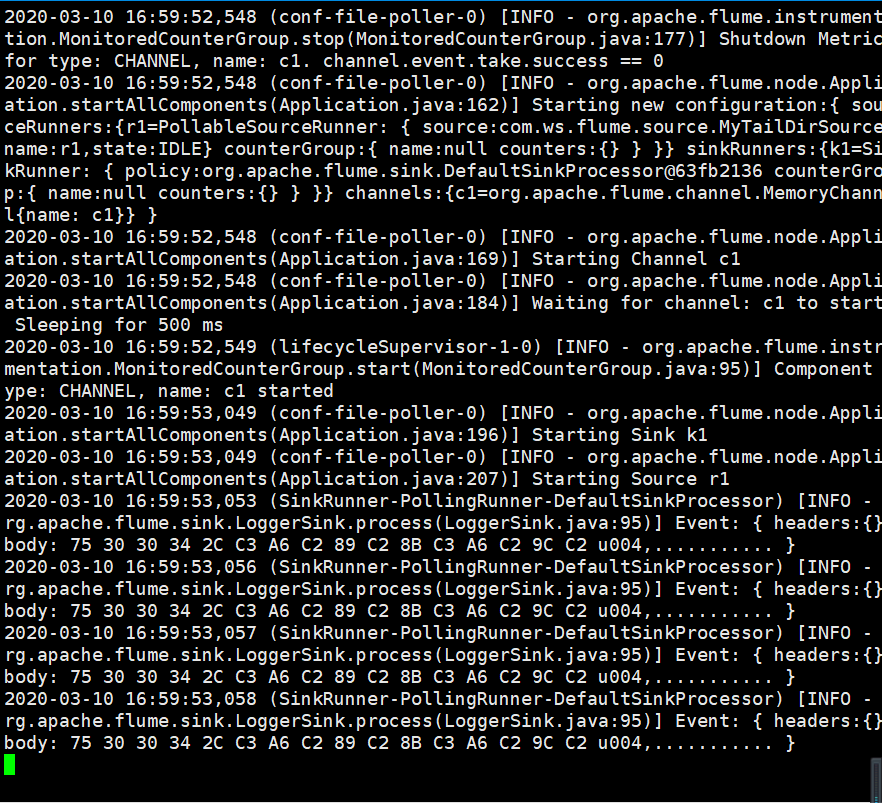 2020-03-10 16:59:52,548 (conf-file-poller-0) [INFO - org.apache.flume.instrument
tion.MonitoredCounterGroup.stop(MonitoredCounterGroup.java:177)] Shutdown Metric
for type: CHANNEL, name: c1. channel.event.take.success == 0
2020-03-10 16:59:52,548 (conf-file-poller-0) [INFO - org.apache.flume.node.Appli
ation.startAllComponents(Application.java:162)] Starting new configuration:{ sou
ceRunners:{r1=PollableSourceRunner: { source:com.ws.flume.source.MyTailDirSource
name:r1,state:IDLE} counterGroup:{ name:null counters:{} } }} sinkRunners:{k1=Si
kRunner: { policy:org.apache.flume.sink.DefaultSinkProcessor@63fb2136 counterGro
p:{ name:null counters:{} } }} channels:{c1=org.apache.flume.channel.MemoryChann
l{name: c1}} }
2020-03-10 16:59:52,548 (conf-file-poller-0) [INFO - org.apache.flume.node.Appli
ation.startAllComponents(Application.java:169)] Starting Channel c1
2020-03-10 16:59:52,548 (conf-file-poller-0) [INFO - org.apache.flume.node.Appli
ation.startAllComponents(Application.java:184)] Waiting for channel: c1 to start
Sleeping for 500 ms
2020-03-10 16:59:52,549 (lifecycleSupervisor-1-0) [INFO - org.apache.flume.instr
mentation.MonitoredCounterGroup.start(MonitoredCounterGroup.java:95)] Component
ype: CHANNEL, name: c1 started
2020-03-10 16:59:53,049 (conf-file-poller-0) [INFO - org.apache.flume.node.Appli
ation.startAllComponents(Application.java:196)] Starting Sink k1
2020-03-10 16:59:53,049 (conf-file-poller-0) [INFO - org.apache.flume.node.Appli
ation.startAllComponents(Application.java:207)] Starting Source r1
2020-03-10 16:59:53,053 (SinkRunner-PollingRunner-DefaultSinkProcessor) [INFO -
rg.apache.flume.sink.LoggerSink.process(LoggerSink.java:95)] Event: { headers:{}
body: 75 30 30 34 2C C3 A6 C2 89 C2 8B C3 A6 C2 9C C2 u004,........... }
2020-03-10 16:59:53,056 (SinkRunner-PollingRunner-DefaultSinkProcessor) [INFO -
rg.apache.flume.sink.LoggerSink.process(LoggerSink.java:95)] Event: { headers:{}
body: 75 30 30 34 2C C3 A6 C2 89 C2 8B C3 A6 C2 9C C2 u004,........... }
2020-03-10 16:59:53,057 (SinkRunner-PollingRunner-DefaultSinkProcessor) [INFO -
rg.apache.flume.sink.LoggerSink.process(LoggerSink.java:95)] Event: { headers:{}
body: 75 30 30 34 2C C3 A6 C2 89 C2 8B C3 A6 C2 9C C2 u004,........... }
2020-03-10 16:59:53,058 (SinkRunner-PollingRunner-DefaultSinkProcessor) [INFO -
rg.apache.flume.sink.LoggerSink.process(LoggerSink.java:95)] Event: { headers:{}
body: 75 30 30 34 2C C3 A6 C2 89 C2 8B C3 A6 C2 9C C2 u004,........... }